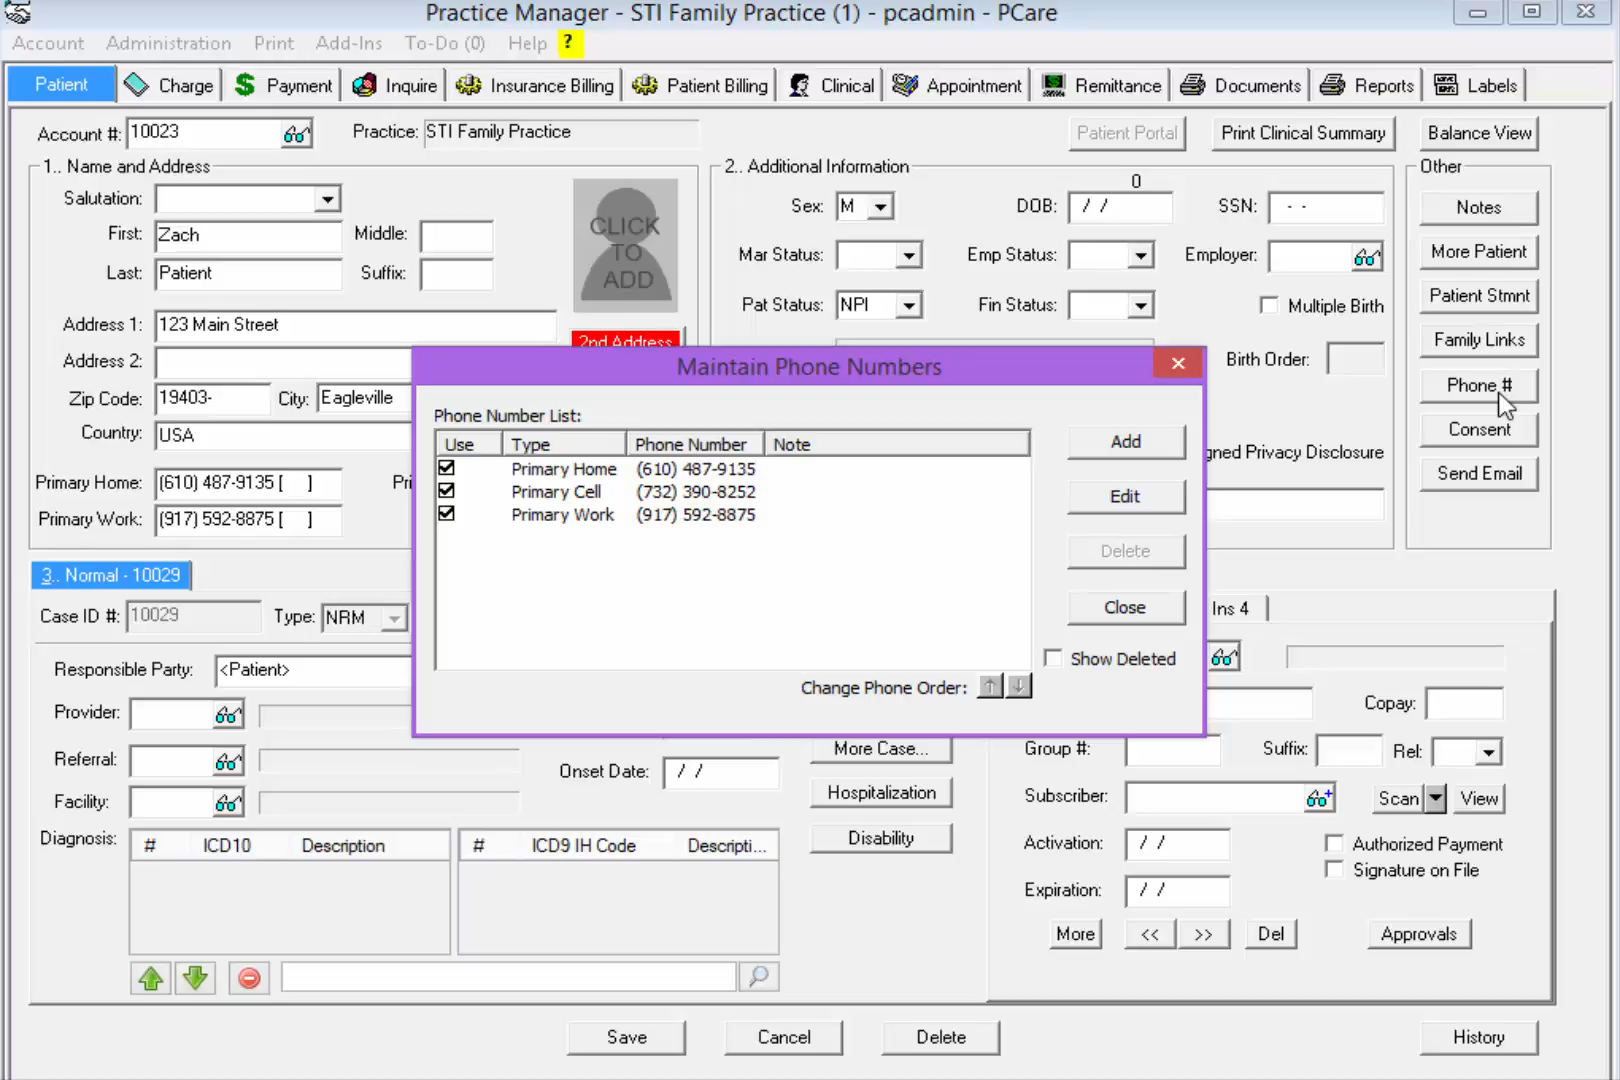 Practice Manager - STI Family Practice (1) - pcadmin - PCare
Account Administration Print Add-Ins To-Do (0) Help ?
Patient Charge Payment Inquire Insurance Billing Patient Billing Clinical Appointment Remittance Documents Reports Labels
Account #: 10023 Practice: STI Family Practice Patient Portal Print Clinical Summary Balance View
1.. Name and Address 2.. Additional Information Other
0
Salutation: Sex: M DOB: / / SSN: - - Notes
CLICK TO ADD
First: Zach Middle:
Mar Status: Emp Status: Employer: More Patient
Last: Patient Suffix:
Pat Status: NPI Fin Status: Multiple Birth Patient Stmnt
Address 1: 123 Main Street
2nd Address Family Links
Address 2: Birth Order:
Maintain Phone Numbers
Phone #
Zip Code: 19403- City: Eagleville
Phone Number List:
Country: USA Add Consent
Use Type Phone Number Note
gned Privacy Disclosure
Primary Home (610) 487-9135
Send Email
Primary Home: (610) 487-9135 [ ] Pri
Primary Cell (732) 390-8252 Edit
Primary Work (917) 592-8875
Primary Work: (917) 592-8875 [ ]
Delete
3.. Normal - 10029
Close Ins 4
Case ID #: 10029 Type: NRM
Show Deleted
Responsible Party: <Patient>
Change Phone Order:
Provider: Copay:
More Case... Group #: Suffix: Rel:
Referral: Onset Date: / /
Hospitalization Subscriber: Scan View
Facility:
Diagnosis: # ICD10 Description # ICD9 IH Code Descripti... Disability Activation: / / Authorized Payment
Signature on File
Expiration: / /
More << >> Del Approvals
Save Cancel Delete History